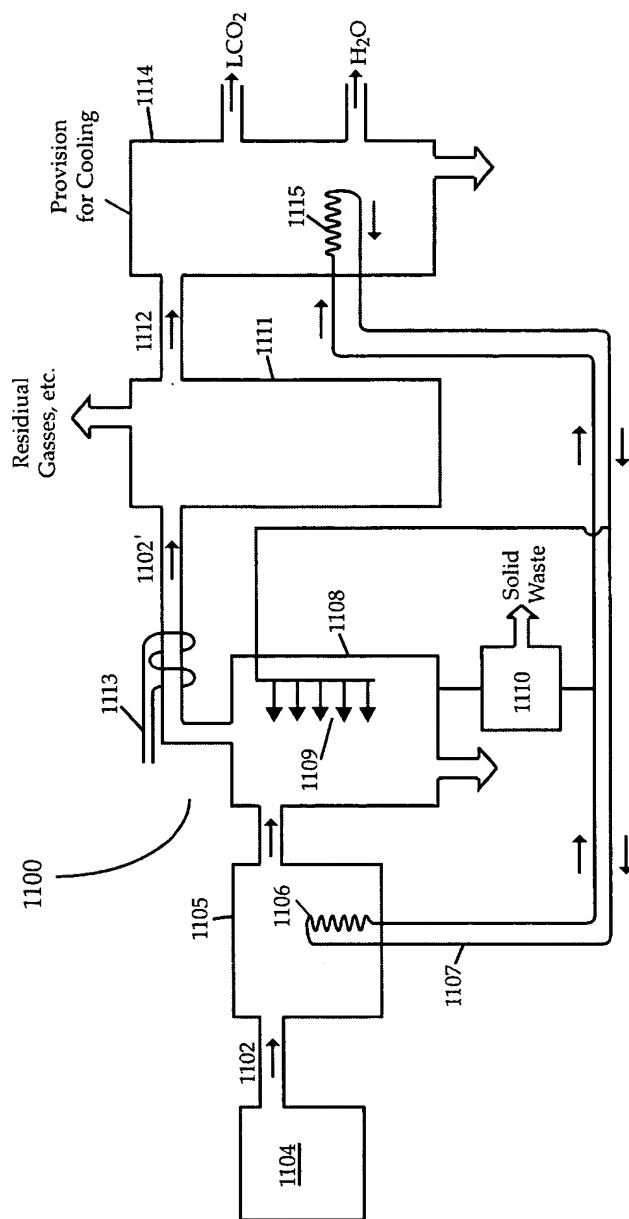 1100
1104
1102
1105
1106
1107
1108
1109
1110
Solid
Waste
1113
1102'
1111
Residiual
Gasses, etc.
1112
Provision
for Cooling
1114
1115
LCO₂
H₂O